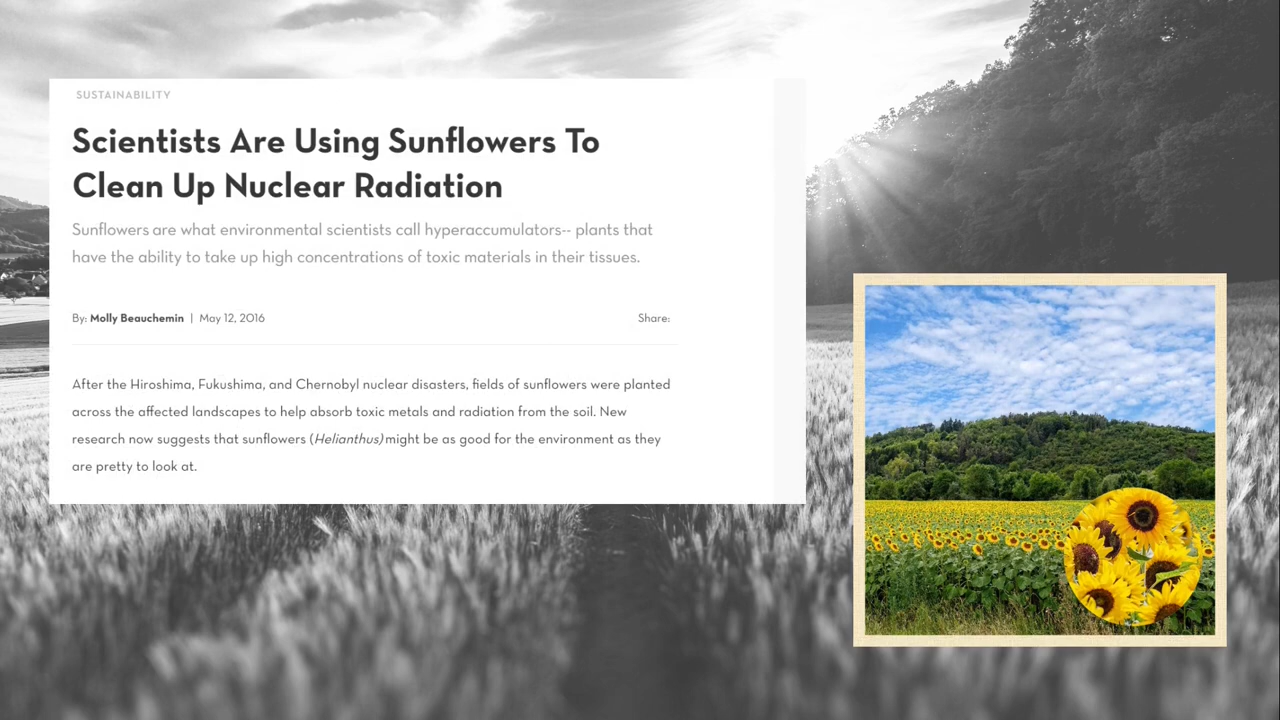 SUSTAINABILITY
Scientists Are Using Sunflowers To
Clean Up Nuclear Radiation
Sunflowers are what environmental scientists call hyperaccumulators-- plants that
have the ability to take up high concentrations of toxic materials in their tissues.
By: Molly Beauchemin | May 12, 2016 Share:
After the Hiroshima, Fukushima, and Chernobyl nuclear disasters, fields of sunflowers were planted
across the affected landscapes to help absorb toxic metals and radiation from the soil. New
research now suggests that sunflowers (Helianthus) might be as good for the environment as they
are pretty to look at.